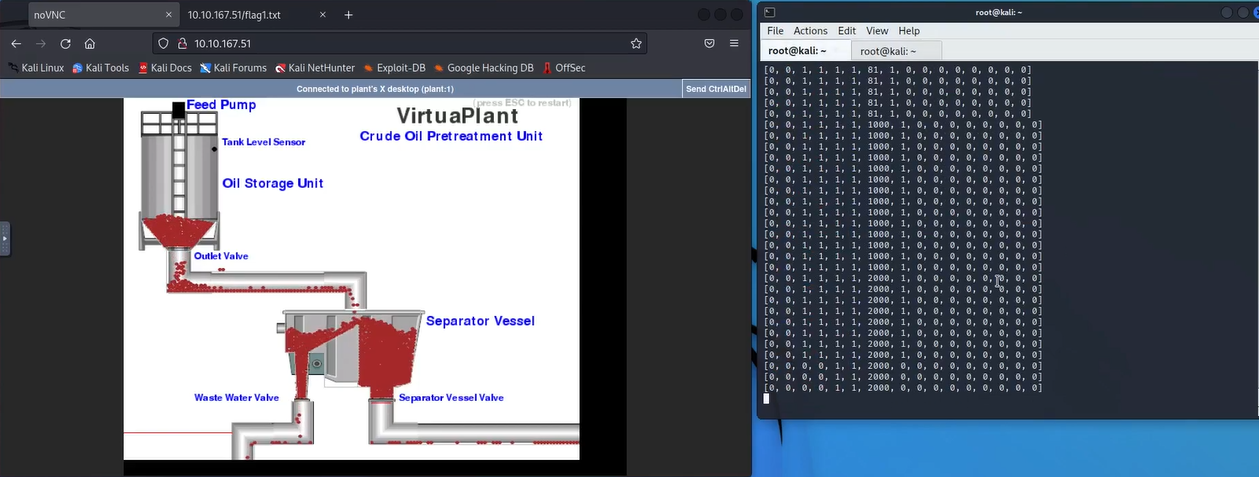 noVNC
10.10.167.51/flag1.txt
10.10.167.51
Kali Linux
Kali Tools
Kali Docs
Kali Forums
Kali NetHunter
Exploit-DB
Google Hacking DB
OffSec
Connected to plant's X desktop (plant:1)
Send CtrlAltDel
(press ESC to restart)
Feed Pump
VirtuaPlant
Crude Oil Pretreatment Unit
Tank Level Sensor
Oil Storage Unit
Outlet Valve
Separator Vessel
Waste Water Valve
Separator Vessel Valve
root@kali: ~
File Actions Edit View Help
root@kali: ~
root@kali: ~
[0, 0, 1, 1, 1, 1, 81, 1, 0, 0, 0, 0, 0, 0, 0, 0]
[0, 0, 1, 1, 1, 1, 81, 1, 0, 0, 0, 0, 0, 0, 0, 0]
[0, 0, 1, 1, 1, 1, 81, 1, 0, 0, 0, 0, 0, 0, 0, 0]
[0, 0, 1, 1, 1, 1, 81, 1, 0, 0, 0, 0, 0, 0, 0, 0]
[0, 0, 1, 1, 1, 1, 81, 1, 0, 0, 0, 0, 0, 0, 0, 0]
[0, 0, 1, 1, 1, 1, 1000, 1, 0, 0, 0, 0, 0, 0, 0, 0]
[0, 0, 1, 1, 1, 1, 1000, 1, 0, 0, 0, 0, 0, 0, 0, 0]
[0, 0, 1, 1, 1, 1, 1000, 1, 0, 0, 0, 0, 0, 0, 0, 0]
[0, 0, 1, 1, 1, 1, 1000, 1, 0, 0, 0, 0, 0, 0, 0, 0]
[0, 0, 1, 1, 1, 1, 1000, 1, 0, 0, 0, 0, 0, 0, 0, 0]
[0, 0, 1, 1, 1, 1, 1000, 1, 0, 0, 0, 0, 0, 0, 0, 0]
[0, 0, 1, 1, 1, 1, 1000, 1, 0, 0, 0, 0, 0, 0, 0, 0]
[0, 0, 1, 1, 1, 1, 1000, 1, 0, 0, 0, 0, 0, 0, 0, 0]
[0, 0, 1, 1, 1, 1, 1000, 1, 0, 0, 0, 0, 0, 0, 0, 0]
[0, 0, 1, 1, 1, 1, 1000, 1, 0, 0, 0, 0, 0, 0, 0, 0]
[0, 0, 1, 1, 1, 1, 1000, 1, 0, 0, 0, 0, 0, 0, 0, 0]
[0, 0, 1, 1, 1, 1, 1000, 1, 0, 0, 0, 0, 0, 0, 0, 0]
[0, 0, 1, 1, 1, 1, 1000, 1, 0, 0, 0, 0, 0, 0, 0, 0]
[0, 0, 1, 1, 1, 1, 1000, 1, 0, 0, 0, 0, 0, 0, 0, 0]
[0, 0, 1, 1, 1, 1, 2000, 1, 0, 0, 0, 0, 0, 0, 0, 0]
[0, 0, 1, 1, 1, 1, 2000, 1, 0, 0, 0, 0, 0, 0, 0, 0]
[0, 0, 1, 1, 1, 1, 2000, 1, 0, 0, 0, 0, 0, 0, 0, 0]
[0, 0, 1, 1, 1, 1, 2000, 1, 0, 0, 0, 0, 0, 0, 0, 0]
[0, 0, 1, 1, 1, 1, 2000, 1, 0, 0, 0, 0, 0, 0, 0, 0]
[0, 0, 1, 1, 1, 1, 2000, 1, 0, 0, 0, 0, 0, 0, 0, 0]
[0, 0, 1, 1, 1, 1, 2000, 1, 0, 0, 0, 0, 0, 0, 0, 0]
[0, 0, 1, 1, 1, 1, 2000, 1, 0, 0, 0, 0, 0, 0, 0, 0]
[0, 0, 0, 0, 1, 1, 2000, 0, 0, 0, 0, 0, 0, 0, 0, 0]
[0, 0, 0, 0, 1, 1, 2000, 0, 0, 0, 0, 0, 0, 0, 0, 0]
[0, 0, 0, 0, 1, 1, 2000, 0, 0, 0, 0, 0, 0, 0, 0, 0]